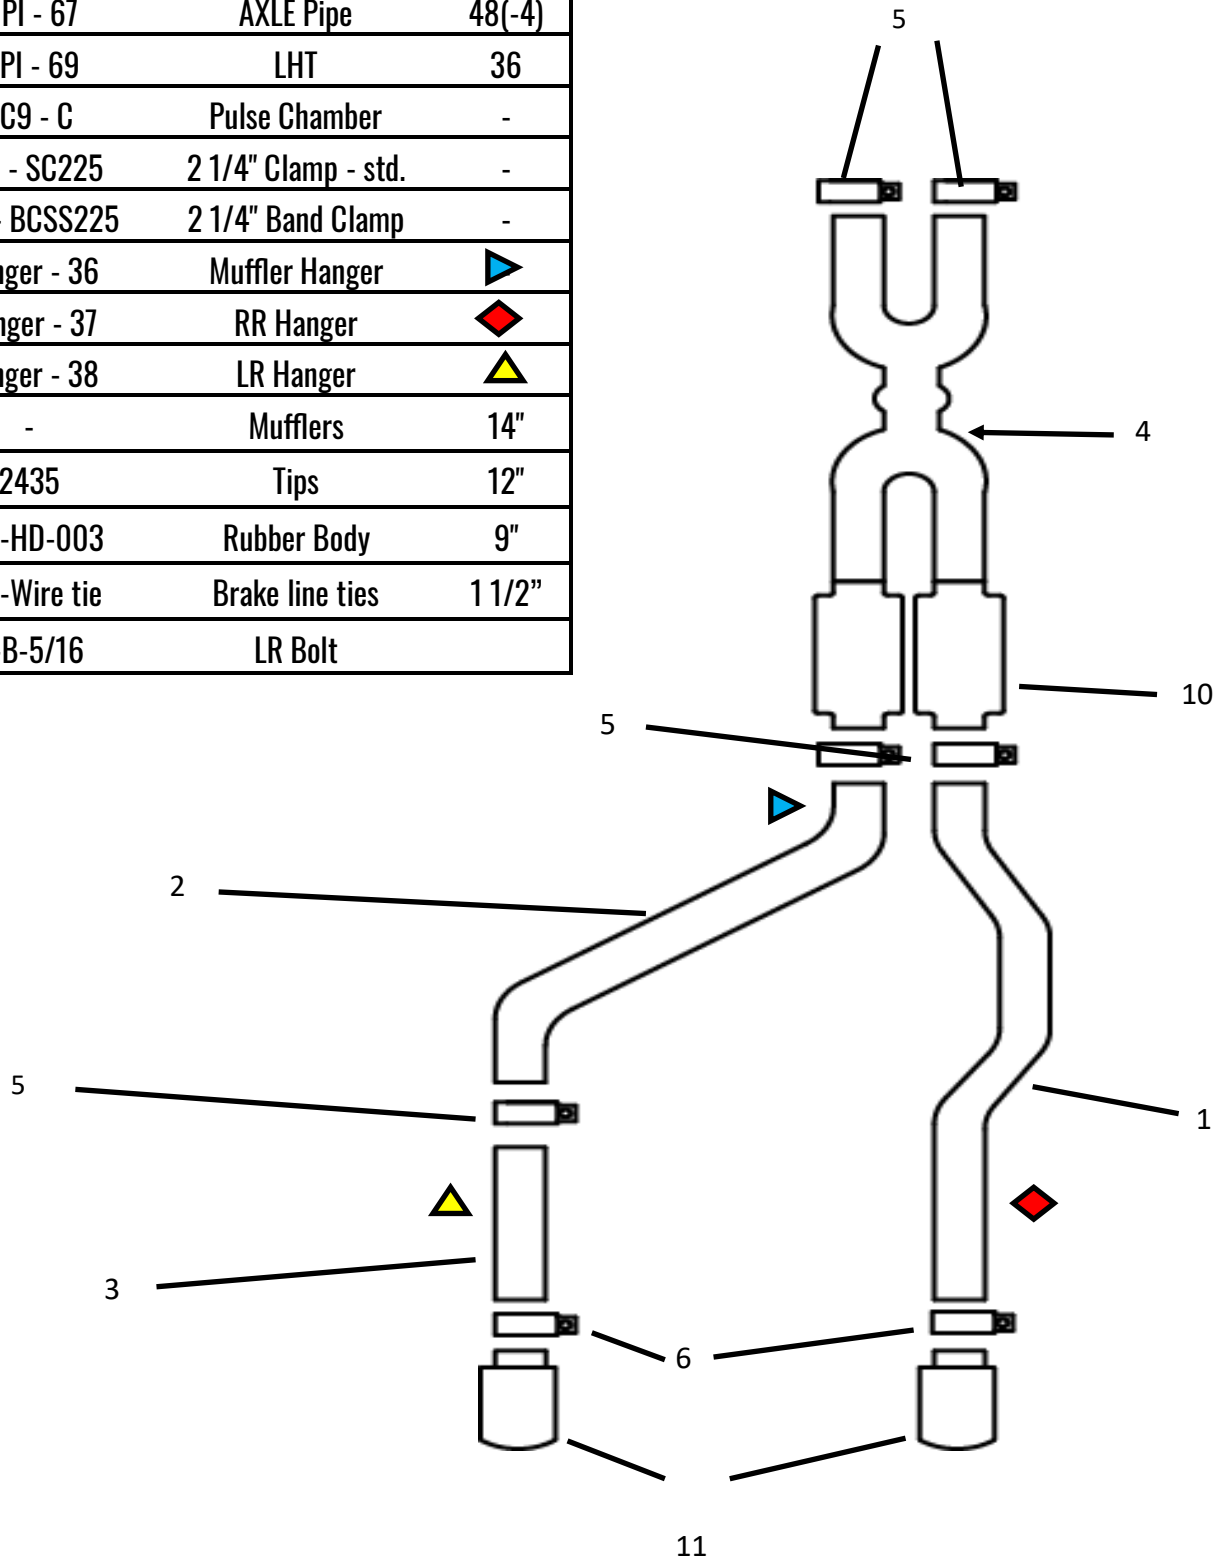 PI - 67 AXLE Pipe 48(-4)
PI - 69 LHT 36
C9 - C Pulse Chamber -
- SC225 2 1/4" Clamp - std. -
- BCSS225 2 1/4" Band Clamp -
ger - 36 Muffler Hanger
ger - 37 RR Hanger
ger - 38 LR Hanger
- Mufflers 14"
2435 Tips 12"
-HD-003 Rubber Body 9"
-Wire tie Brake line ties 1 1/2”
B-5/16 LR Bolt
5
4
10
5
2
5
1
3
6
11